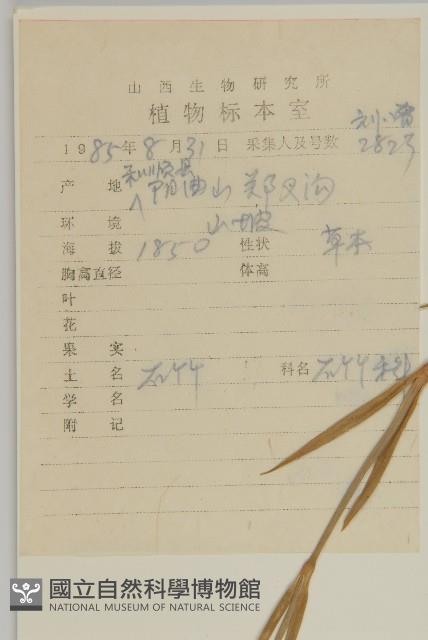 山西生物研究所
植物标本室
刘小
1985年8月31日 采集人及号数 2823
产地 和顺县 阳曲山 郑义沟
环境 山坡
海拔 1850 性状 草本
胸高直径 体高
叶
花
果实
土名 石竹 科名 石竹科
学名
附记
國立自然科學博物館
NATIONAL MUSEUM OF NATURAL SCIENCE